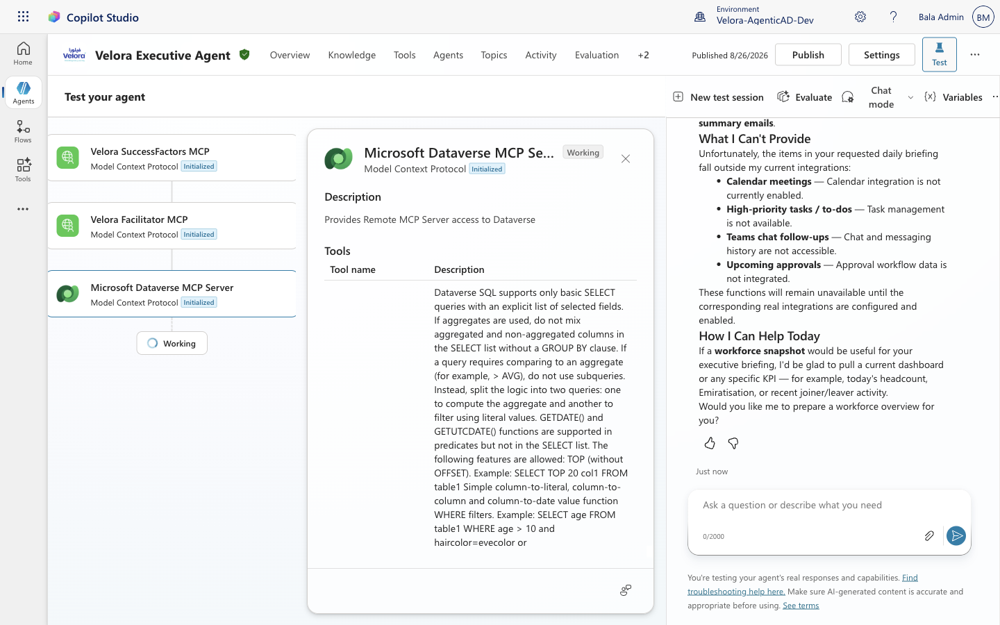 Copilot Studio
Environment
Velora-AgenticAD-Dev
Bala Admin
BM
Home
Agents
Flows
Tools
فيلورا
Velora
Velora Executive Agent
Overview
Knowledge
Tools
Agents
Topics
Activity
Evaluation
+2
Published 8/26/2026
Publish
Settings
Test
Test your agent
New test session
Evaluate
Chat
mode
Variables
Velora SuccessFactors MCP
Model Context Protocol Initialized
Velora Facilitator MCP
Model Context Protocol Initialized
Microsoft Dataverse MCP Server
Model Context Protocol Initialized
Working
Microsoft Dataverse MCP Se...
Working
Model Context Protocol Initialized
Description
Provides Remote MCP Server access to Dataverse
Tools
Tool name
Description
Dataverse SQL supports only basic SELECT
queries with an explicit list of selected fields.
If aggregates are used, do not mix
aggregated and non-aggregated columns in
the SELECT list without a GROUP BY clause. If
a query requires comparing to an aggregate
(for example, > AVG), do not use subqueries.
Instead, split the logic into two queries: one
to compute the aggregate and another to
filter using literal values. GETDATE() and
GETUTCDATE() functions are supported in
predicates but not in the SELECT list. The
following features are allowed: TOP (without
OFFSET). Example: SELECT TOP 20 col1 FROM
table1 Simple column-to-literal, column-to-
column and column-to-date value function
WHERE filters. Example: SELECT age FROM
table1 WHERE age > 10 and
haircolor=eyecolor or
summary emails.
What I Can't Provide
Unfortunately, the items in your requested daily briefing
fall outside my current integrations:
• Calendar meetings — Calendar integration is not
currently enabled.
• High-priority tasks / to-dos — Task management
is not available.
• Teams chat follow-ups — Chat and messaging
history are not accessible.
• Upcoming approvals — Approval workflow data is
not integrated.
These functions will remain unavailable until the
corresponding real integrations are configured and
enabled.
How I Can Help Today
If a workforce snapshot would be useful for your
executive briefing, I'd be glad to pull a current dashboard
or any specific KPI — for example, today's headcount,
Emiratisation, or recent joiner/leaver activity.
Would you like me to prepare a workforce overview for
you?
Just now
Ask a question or describe what you need
0/2000
You're testing your agent's real responses and capabilities. Find
troubleshooting help here. Make sure AI-generated content is accurate and
appropriate before using. See terms